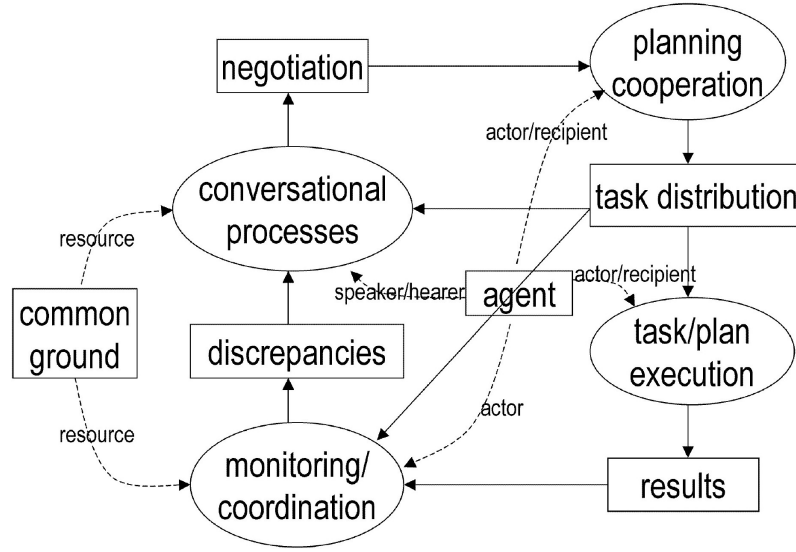 planning
cooperation
negotiation
actor/recipient
conversational
processes
task distribution
resource
speaker/hearer
agent
actor/recipient
common
ground
discrepancies
task/plan
execution
actor
resource
monitoring/
coordination
results